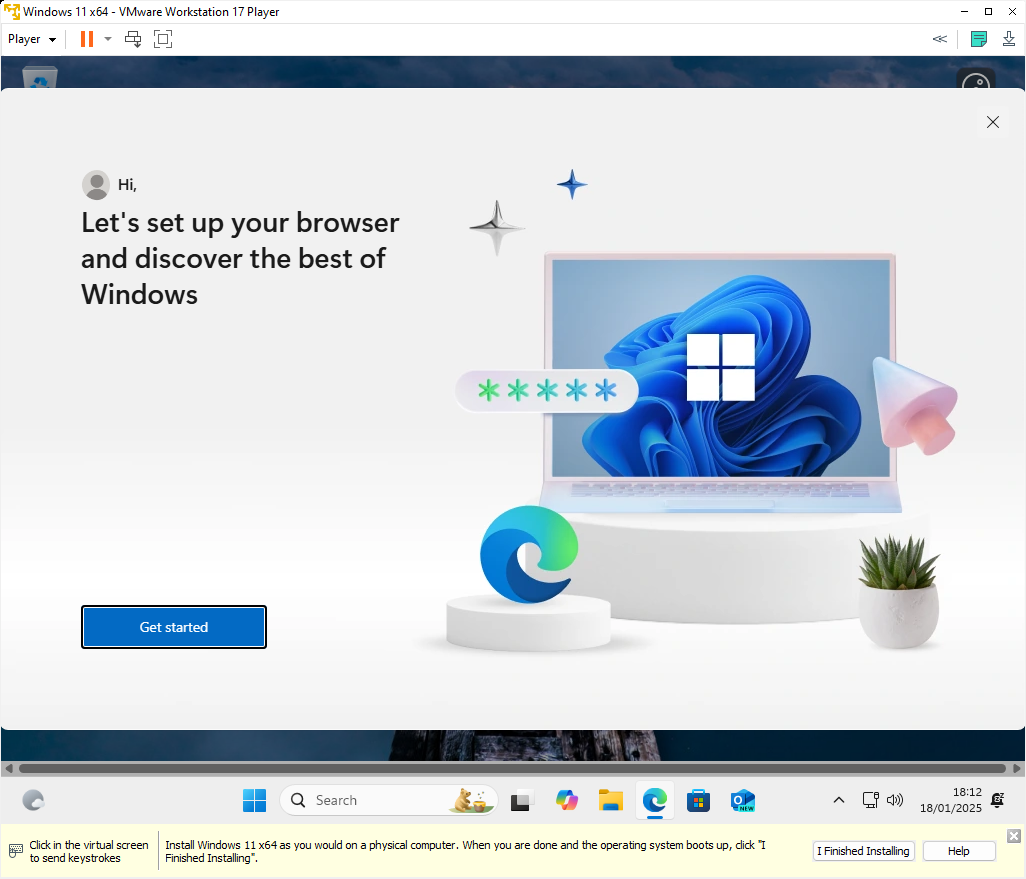 Windows 11 x64 - VMware Workstation 17 Player
Player
Hi,
Let's set up your browser
and discover the best of
Windows
*****
Get started
Search
NEW
18:12
18/01/2025
Click in the virtual screen
to send keystrokes
Install Windows 11 x64 as you would on a physical computer. When you are done and the operating system boots up, click "I
Finished Installing".
I Finished Installing
Help